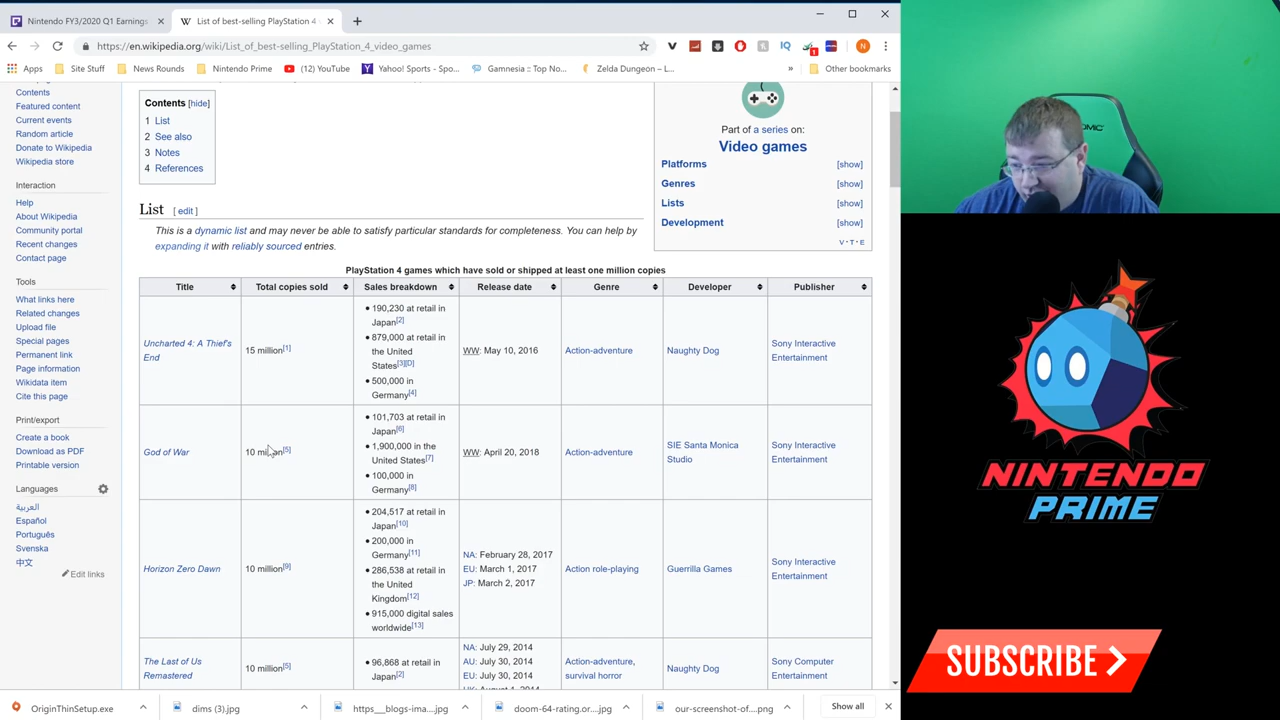 Nintendo FY3/2020 Q1 Earnings
List of best-selling PlayStation 4
https://en.wikipedia.org/wiki/List_of_best-selling_PlayStation_4_video_games
Apps
Site Stuff
News Rounds
Nintendo Prime
(12) YouTube
Yahoo! Sports - Spo...
Gamnesia :: Top No...
Zelda Dungeon – L...
»
Other bookmarks
Contents
Featured content
Current events
Random article
Donate to Wikipedia
Wikipedia store
Interaction
Help
About Wikipedia
Community portal
Recent changes
Contact page
Tools
What links here
Related changes
Upload file
Special pages
Permanent link
Page information
Wikidata item
Cite this page
Print/export
Create a book
Download as PDF
Printable version
Languages
العربية
Español
Português
Svenska
中文
Edit links
Contents [hide]
1 List
2 See also
3 Notes
4 References
Part of a series on:
Video games
Platforms [show]
Genres [show]
Lists [show]
Development [show]
V·T·E
List [ edit ]
This is a dynamic list and may never be able to satisfy particular standards for completeness. You can help by
expanding it with reliably sourced entries.
PlayStation 4 games which have sold or shipped at least one million copies
Title Total copies sold Sales breakdown Release date Genre Developer Publisher
Uncharted 4: A Thief's
End
15 million[1]
• 190,230 at retail in
Japan[2]
• 879,000 at retail in
the United
States[3][D]
• 500,000 in
Germany[4]
WW: May 10, 2016
Action-adventure
Naughty Dog
Sony Interactive
Entertainment
God of War
10 million[5]
• 101,703 at retail in
Japan[6]
• 1,900,000 in the
United States[7]
• 100,000 in
Germany[8]
WW: April 20, 2018
Action-adventure
SIE Santa Monica
Studio
Sony Interactive
Entertainment
Horizon Zero Dawn
10 million[9]
• 204,517 at retail in
Japan[10]
• 200,000 in
Germany[11]
• 286,538 at retail in
the United
Kingdom[12]
• 915,000 digital sales
worldwide[13]
NA: February 28, 2017
EU: March 1, 2017
JP: March 2, 2017
Action role-playing
Guerrilla Games
Sony Interactive
Entertainment
The Last of Us
Remastered
10 million[5]
• 96,868 at retail in
Japan[2]
NA: July 29, 2014
AU: July 30, 2014
EU: July 30, 2014
Action-adventure,
survival horror
Naughty Dog
Sony Computer
Entertainment
OriginThinSetup.exe
dims (3).jpg
https___blogs-ima....jpg
doom-64-rating.or....jpg
our-screenshot-of....png
Show all
NINTENDO
PRIME
SUBSCRIBE